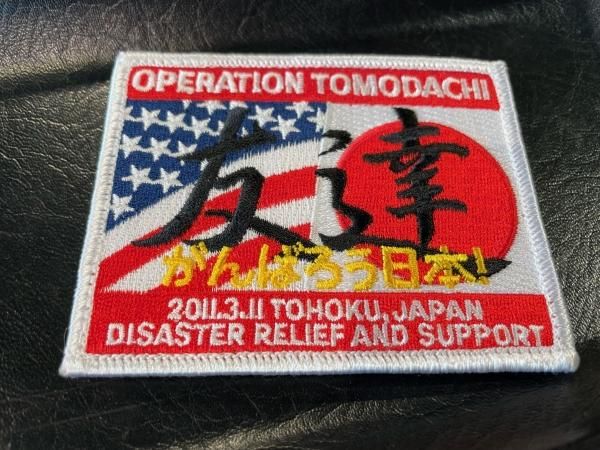 OPERATION TOMODACHI
友達
がんばろう日本!
2011.3.11 TOHOKU, JAPAN
DISASTER RELIEF AND SUPPORT